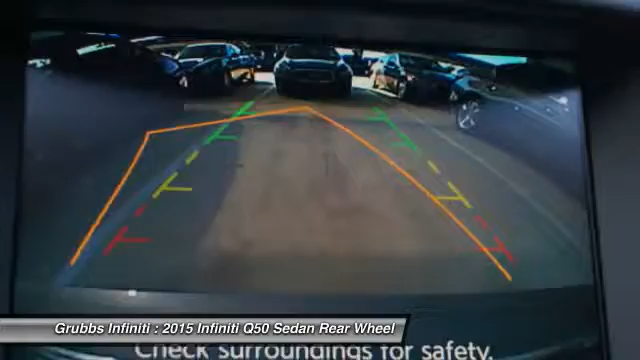 Grubbs Infiniti : 2015 Infiniti Q50 Sedan Rear Wheel
Check surroundings for safety.